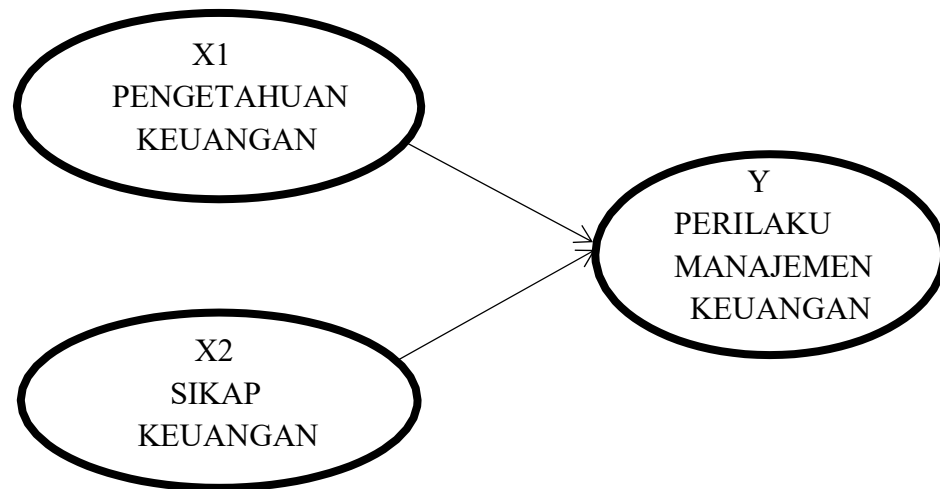 X1
PENGETAHUAN
KEUANGAN
Y
PERILAKU
MANAJEMEN
KEUANGAN
X2
SIKAP
KEUANGAN